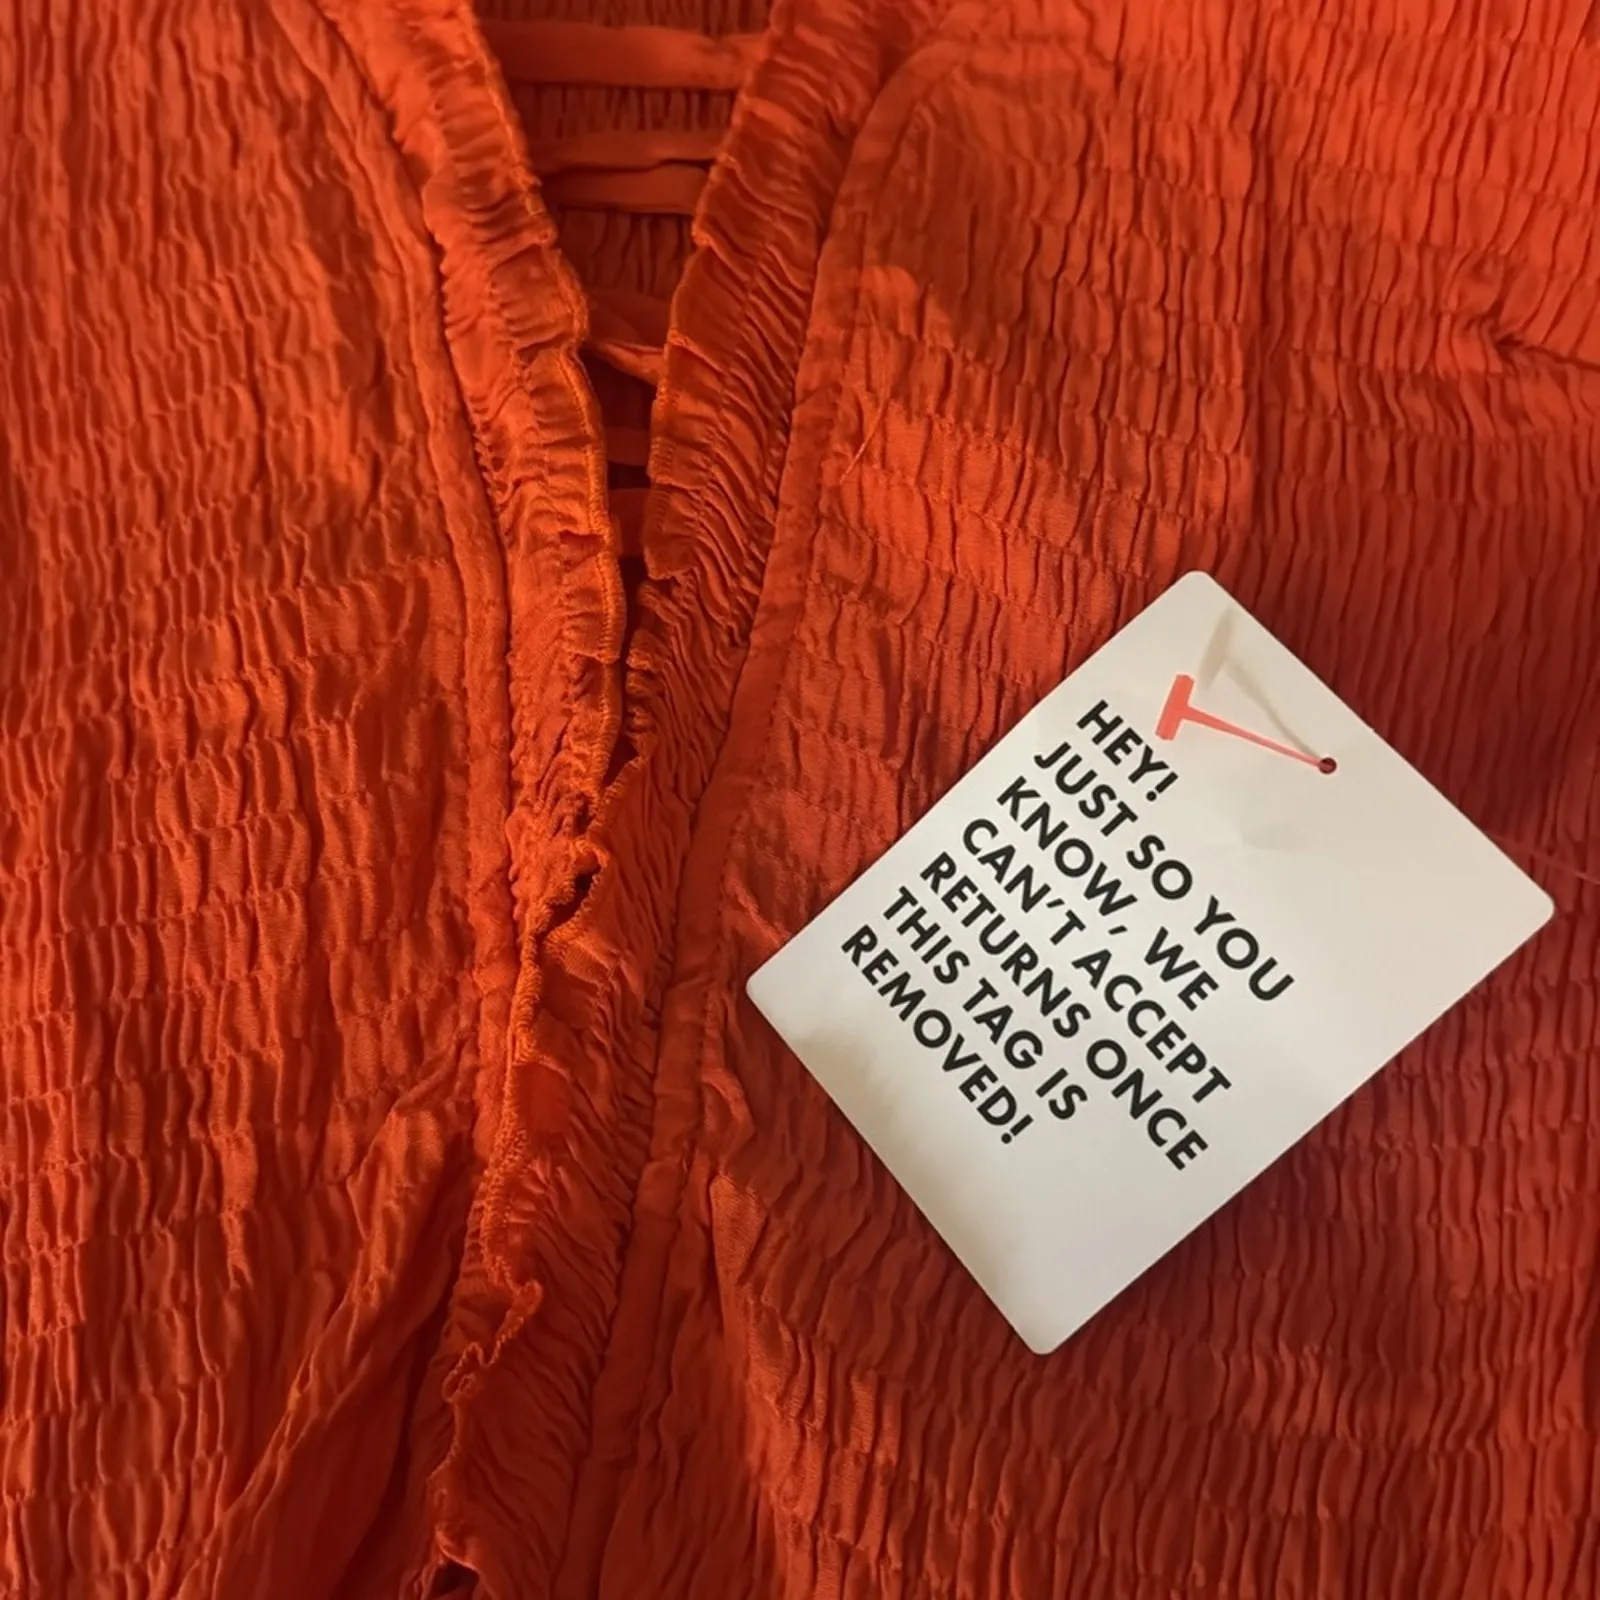 HEY!
JUST SO YOU
KNOW, WE
CAN'T ACCEPT
RETURNS ONCE
THIS TAG IS
REMOVED!